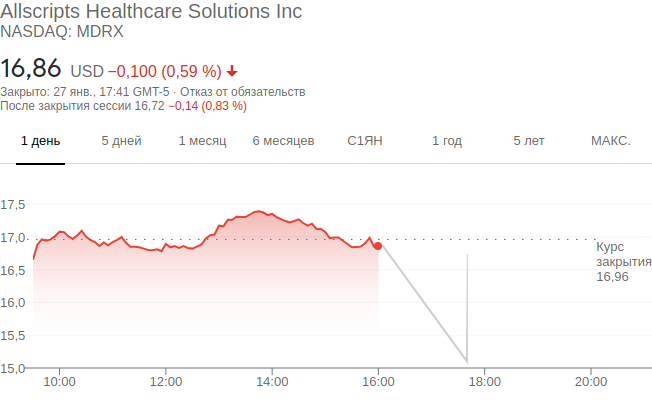 Allscripts Healthcare Solutions Inc
NASDAQ: MDRX
16,86 USD −0,100 (0,59 %)
Закрыто: 27 янв., 17:41 GMT-5 · Отказ от обязательств
После закрытия сессии 16,72 −0,14 (0,83 %)
1 день 5 дней 1 месяц 6 месяцев С1ЯН 1 год 5 лет МАКС.
17,5
17,0
Курс
закрытия
16,96
16,5
16,0
15,5
15,0
10:00 12:00 14:00 16:00 18:00 20:00